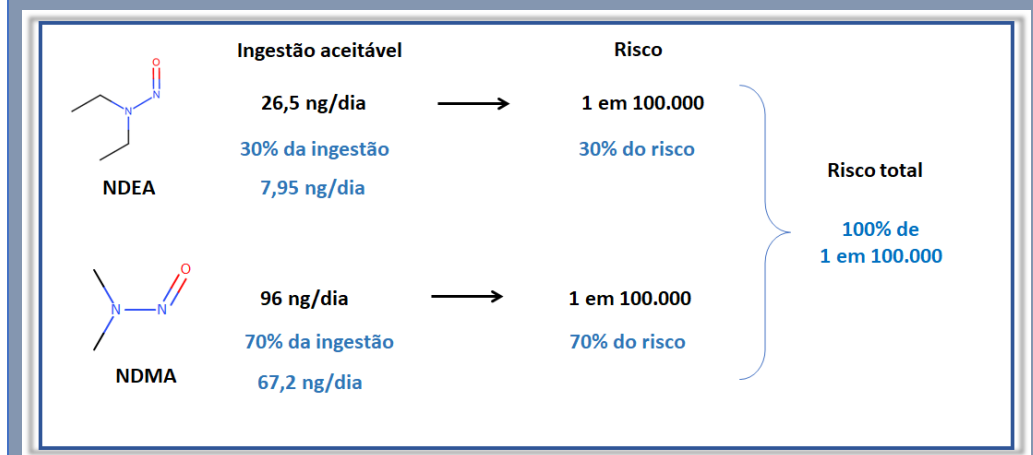 Ingestão aceitável
Risco
O
N
N
NDEA
26,5 ng/dia
1 em 100.000
30% da ingestão
30% do risco
7,95 ng/dia
Risco total
100% de
1 em 100.000
O
N
N
NDMA
96 ng/dia
1 em 100.000
70% da ingestão
70% do risco
67,2 ng/dia